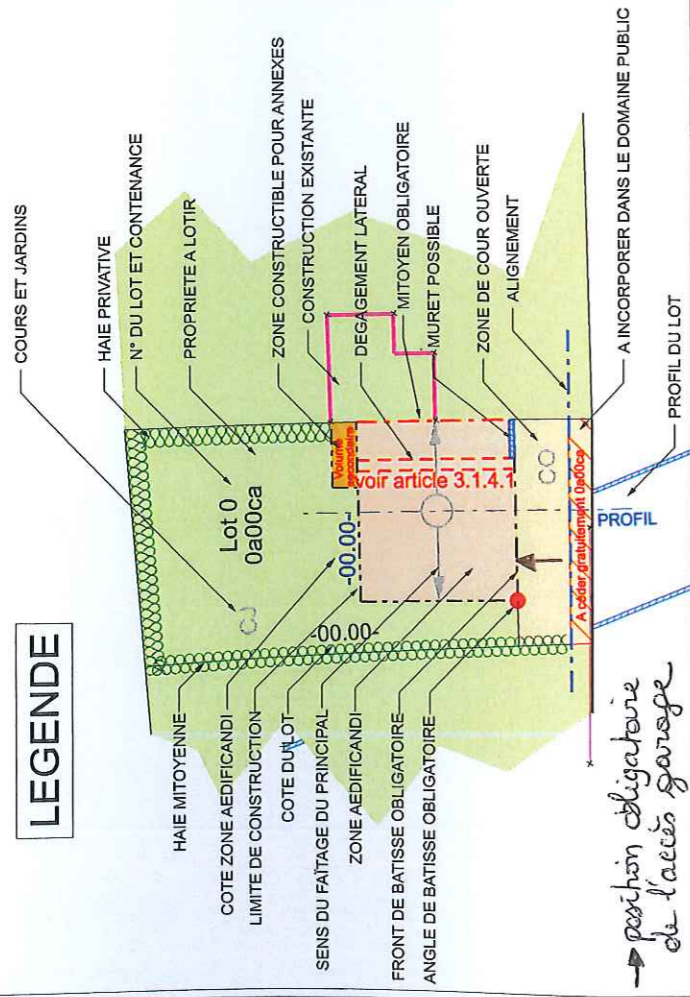 LEGENDE
COURS ET JARDINS
HAIE PRIVATIVE
N° DU LOT ET CONTENANCE
PROPRIETE A LOTIR
ZONE CONSTRUCTIBLE POUR ANNEXES
CONSTRUCTION EXISTANTE
DEGAGEMENT LATERAL
MITOYEN OBLIGATOIRE
MURET POSSIBLE
ZONE DE COUR OUVERTE
ALIGNEMENT
A INCORPORER DANS LE DOMAINE PUBLIC
PROFIL DU LOT
HAIE MITOYENNE
COTE ZONE AEDIFICANDI
LIMITE DE CONSTRUCTION
COTE DU LOT
SENS DU FAÎTAGE DU PRINCIPAL
ZONE AEDIFICANDI
FRONT DE BATISSE OBLIGATOIRE
ANGLE DE BATISSE OBLIGATOIRE
CJ
Lot 0
0a00ca
-00.00-
-00.00-
Volume
secondaire
voir article 3.1.4.1
CO
A céder gratuitement 0a00ca
PROFIL
position obligatoire
de l'accès garage